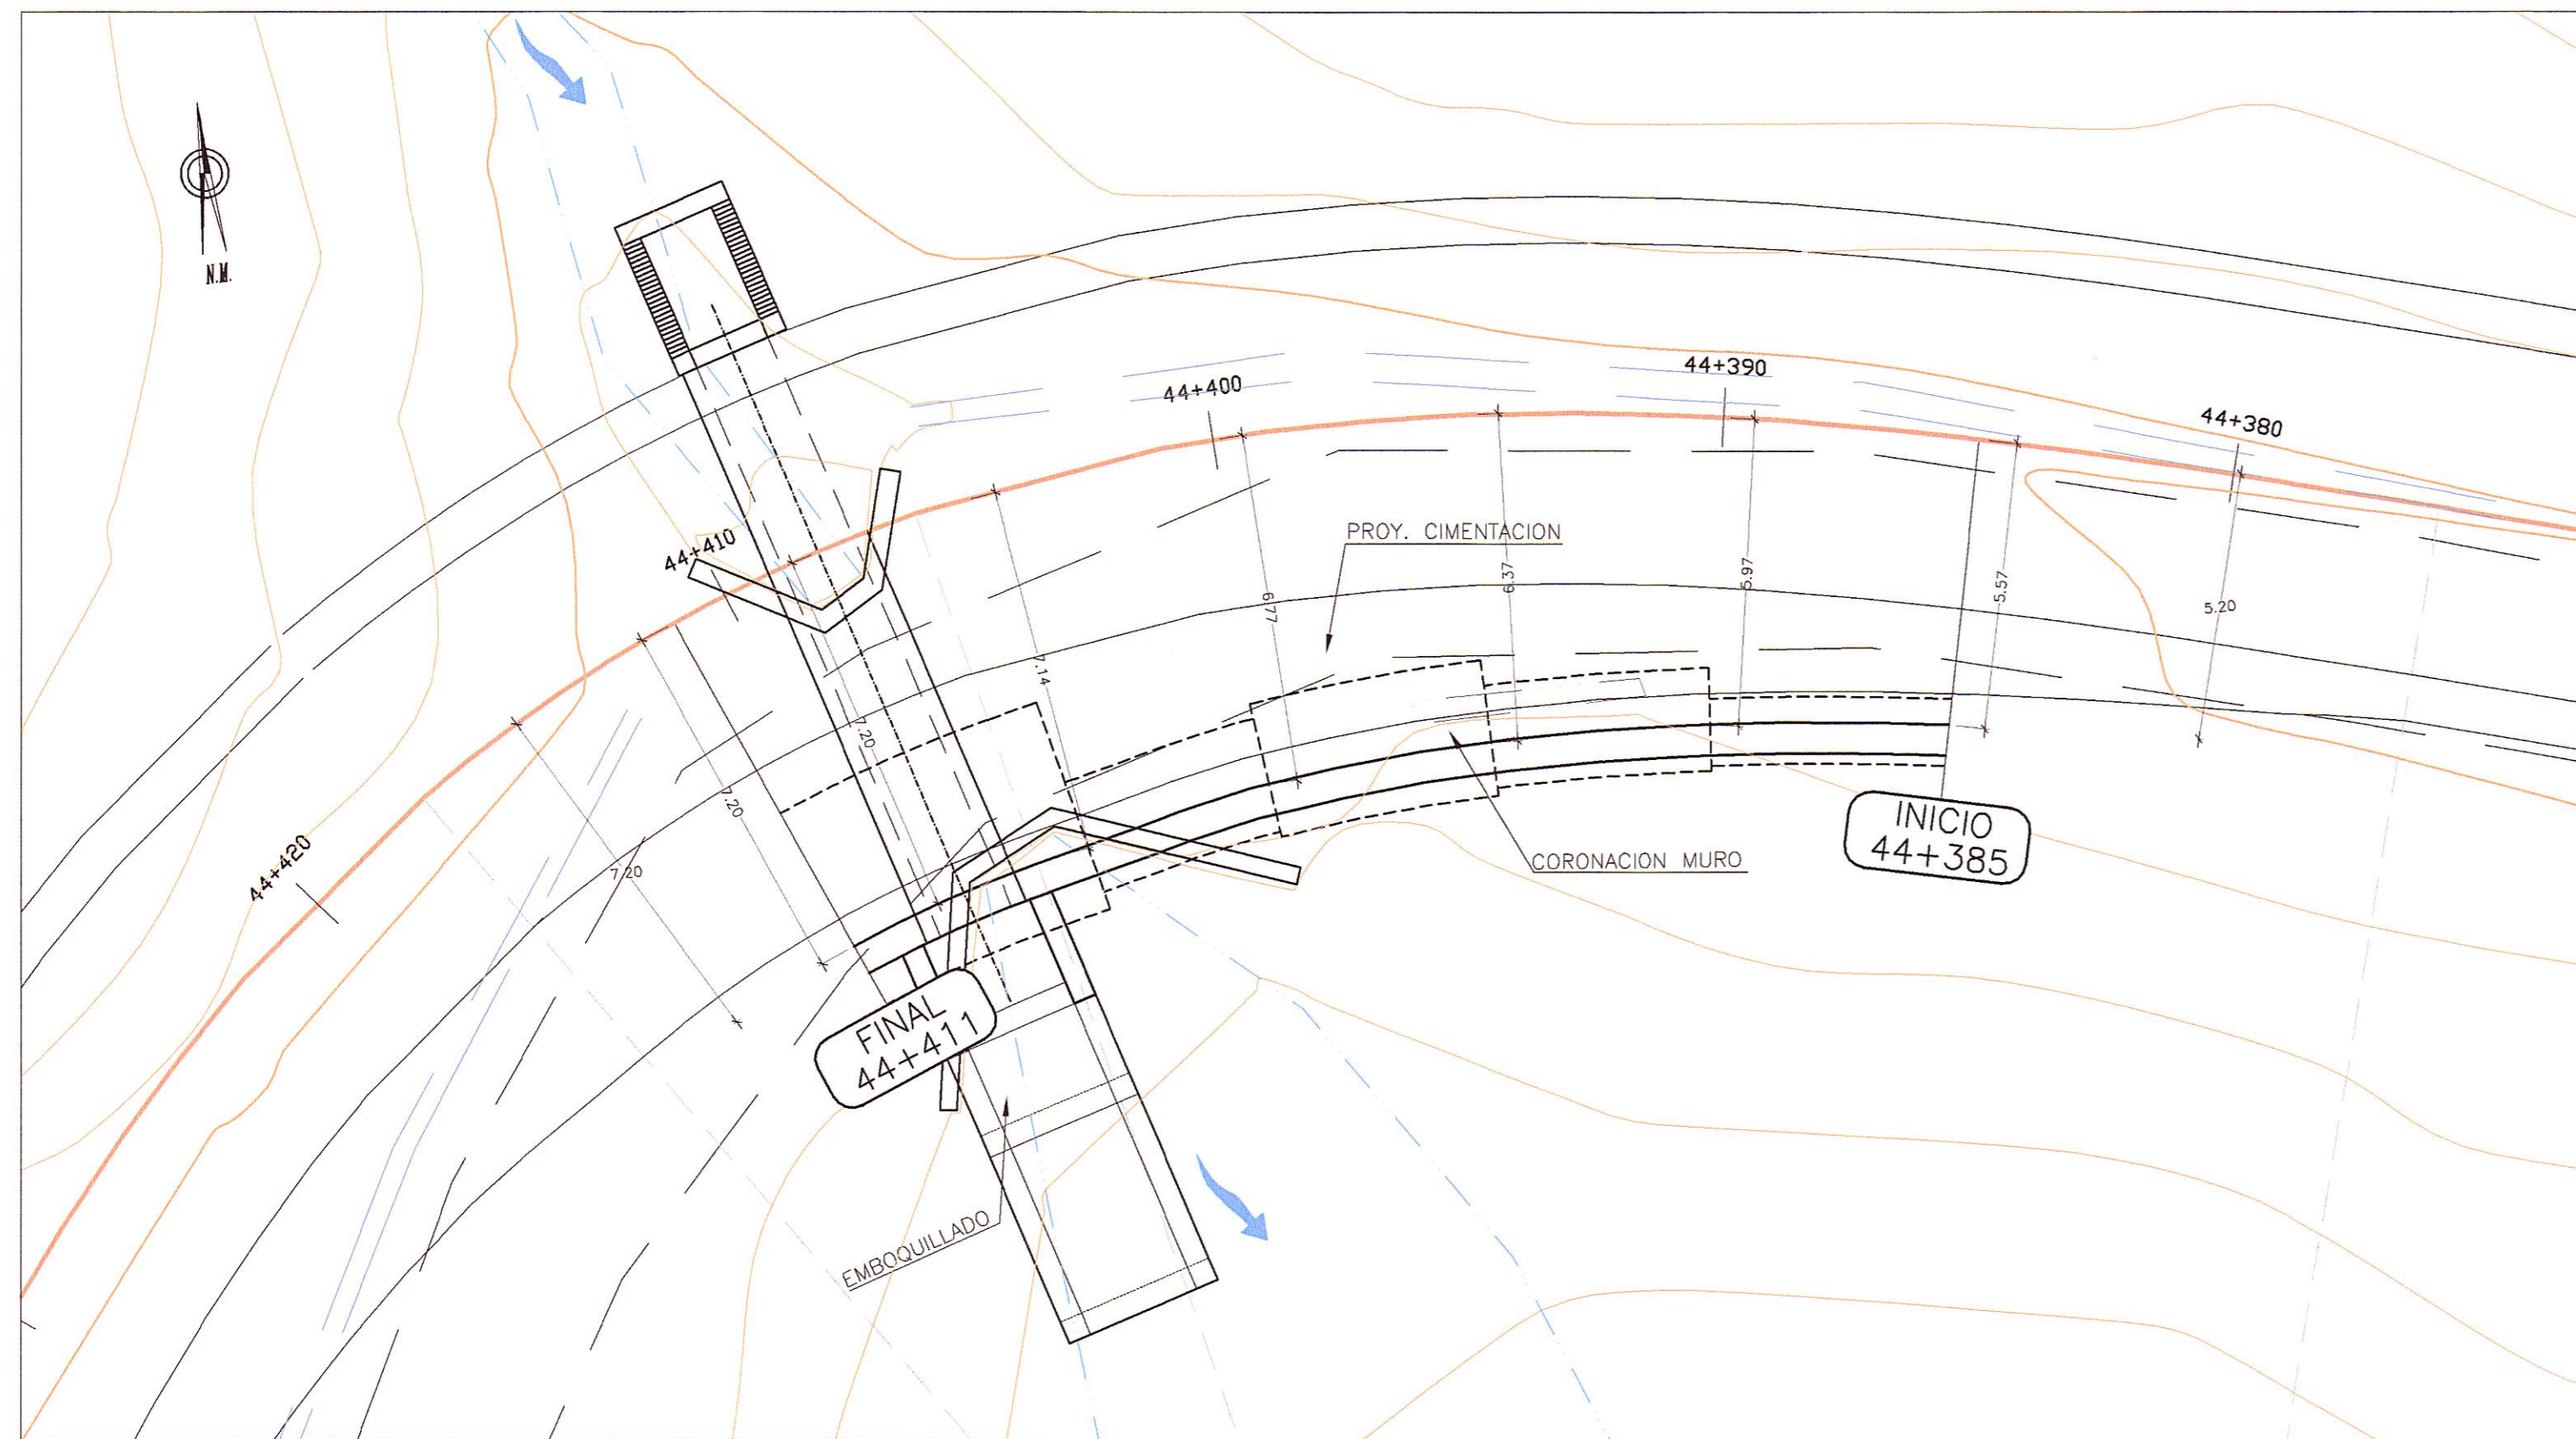 N.M.
44+400
44+390
44+380
44+410
PROY. CIMENTACION
6.77
6.37
5.97
5.57
5.20
7.14
7.20
7.20
7.20
44+420
INICIO
44+385
CORONACION MURO
FINAL
44+411
EMBOQUILLADO